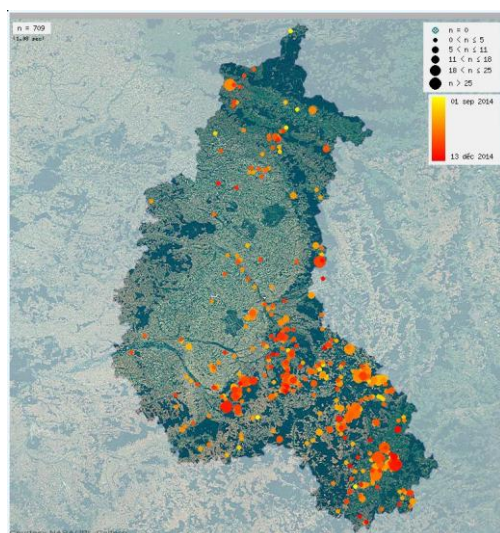 n = 709
n = 0
0 < n ≤ 5
5 < n ≤ 11
11 < n ≤ 18
18 < n ≤ 25
n > 25
01 sep 2014
13 déc 2014